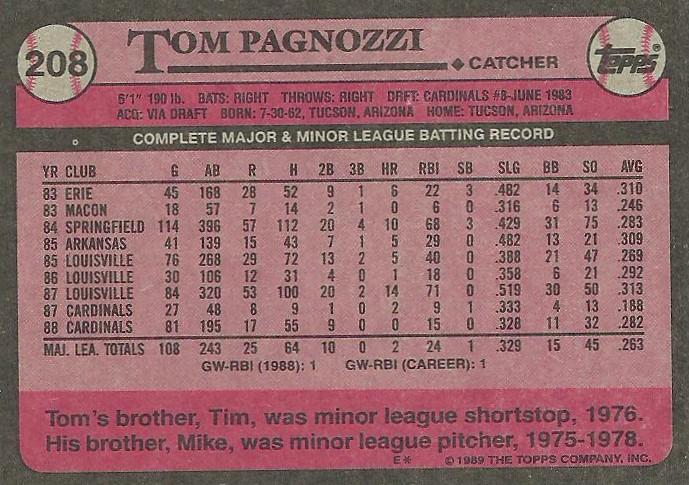 208
TOM PAGNOZZI
CATCHER
TOPPS®
6'1" 190 lb. BATS: RIGHT THROWS: RIGHT DRFT: CARDINALS #8-JUNE 1983
ACQ: VIA DRAFT BORN: 7-30-62, TUCSON, ARIZONA HOME: TUCSON, ARIZONA
COMPLETE MAJOR & MINOR LEAGUE BATTING RECORD
YR CLUB G AB R H 2B 3B HR RBI SB SLG BB SO AVG
83 ERIE 45 168 28 52 9 1 6 22 3 .482 14 34 .310
83 MACON 18 57 7 14 2 1 0 6 0 .316 6 13 .246
84 SPRINGFIELD 114 396 57 112 20 4 10 68 3 .429 31 75 .283
85 ARKANSAS 41 139 15 43 7 1 5 29 0 .482 13 21 .309
85 LOUISVILLE 76 268 29 72 13 2 5 40 0 .388 21 47 .269
86 LOUISVILLE 30 106 12 31 4 0 1 18 0 .358 6 21 .292
87 LOUISVILLE 84 320 53 100 20 2 14 71 0 .519 30 50 .313
87 CARDINALS 27 48 8 9 1 0 2 9 1 .333 4 13 .188
88 CARDINALS 81 195 17 55 9 0 0 15 0 .328 11 32 .282
MAJ. LEA. TOTALS 108 243 25 64 10 0 2 24 1 .329 15 45 .263
GW-RBI (1988): 1 GW-RBI (CAREER): 1
Tom's brother, Tim, was minor league shortstop, 1976.
His brother, Mike, was minor league pitcher, 1975-1978.
E* © 1989 THE TOPPS COMPANY, INC.